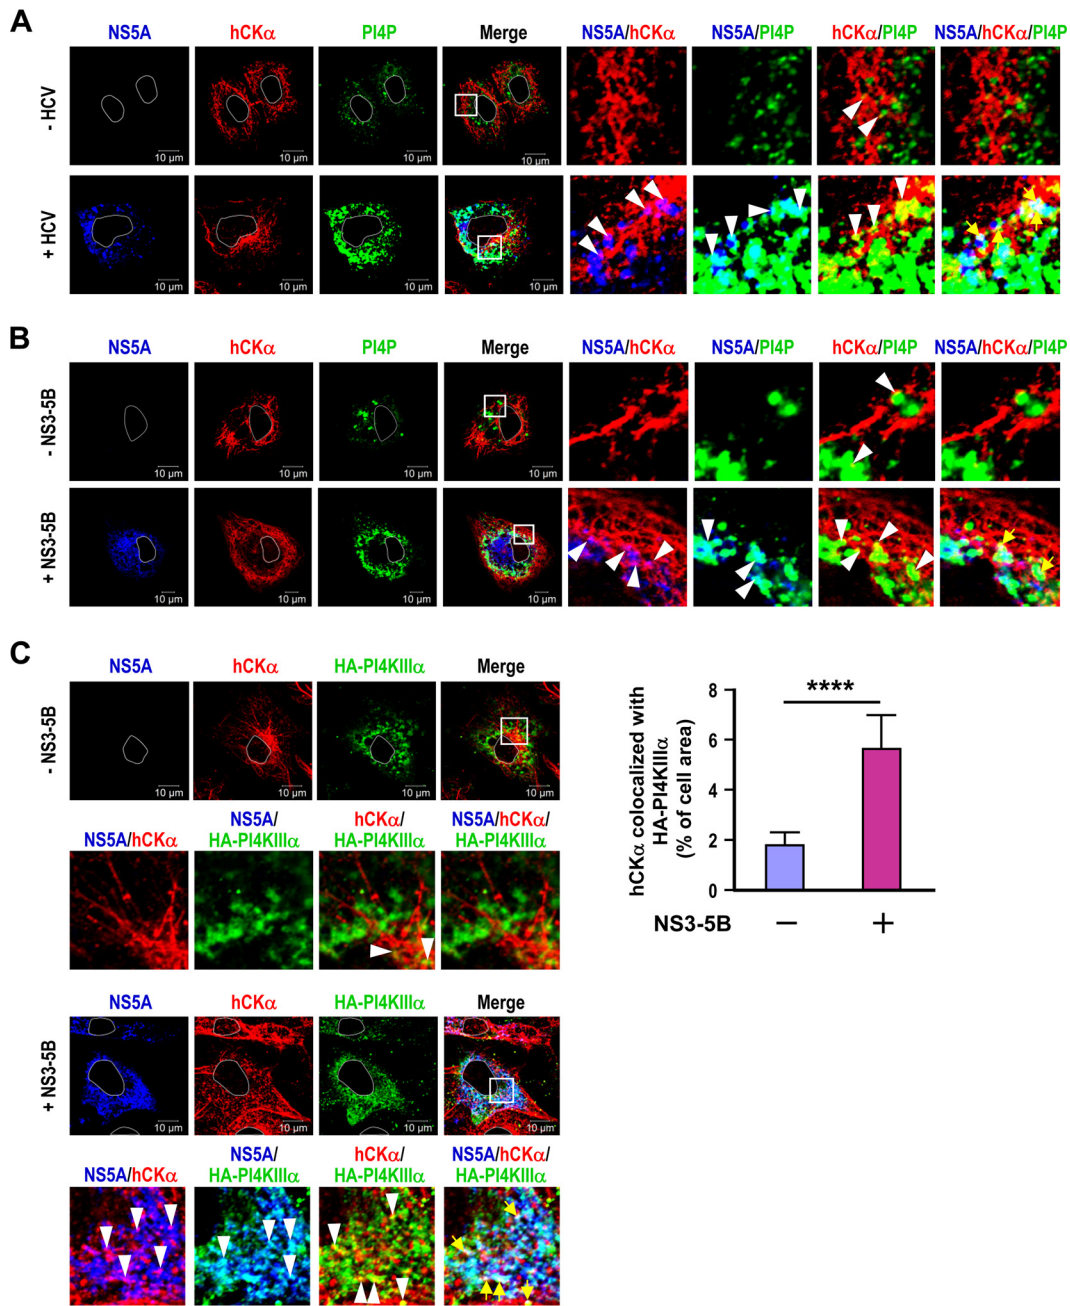 A
NS5A hCKα PI4P Merge NS5A/hCKα NS5A/PI4P hCKα/PI4P NS5A/hCKα/PI4P
- HCV
10 µm 10 µm 10 µm 10 µm
+ HCV
10 µm 10 µm 10 µm 10 µm
B
NS5A hCKα PI4P Merge NS5A/hCKα NS5A/PI4P hCKα/PI4P NS5A/hCKα/PI4P
- NS3-5B
10 µm 10 µm 10 µm 10 µm
+ NS3-5B
10 µm 10 µm 10 µm 10 µm
C
NS5A hCKα HA-PI4KIIIα Merge
- NS3-5B
10 µm 10 µm 10 µm 10 µm
NS5A/hCKα NS5A/HA-PI4KIIIα hCKα/HA-PI4KIIIα NS5A/hCKα/HA-PI4KIIIα
NS5A hCKα HA-PI4KIIIα Merge
+ NS3-5B
10 µm 10 µm 10 µm 10 µm
NS5A/hCKα NS5A/HA-PI4KIIIα hCKα/HA-PI4KIIIα NS5A/hCKα/HA-PI4KIIIα
hCKα colocalized with
HA-PI4KIIIα
(% of cell area)
8
6
4
2
0
****
NS3-5B − +